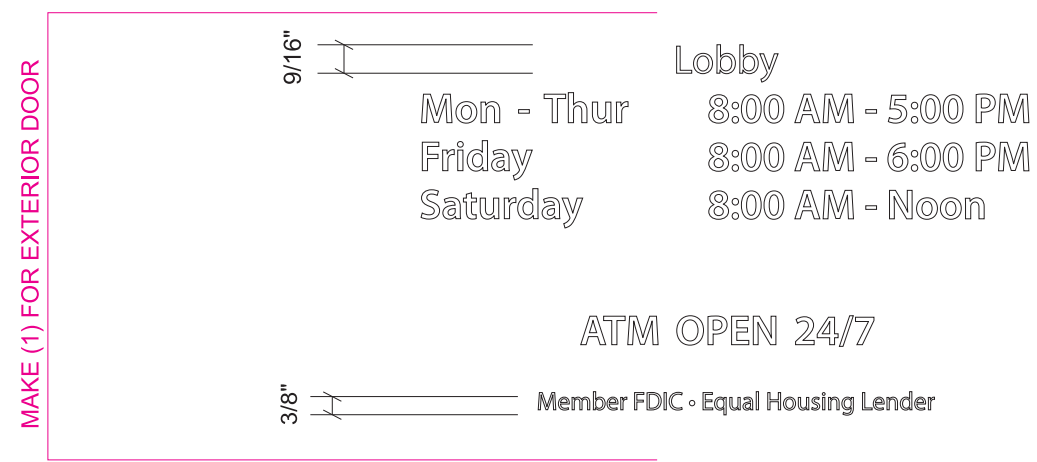 MAKE (1) FOR EXTERIOR DOOR
9/16"
Lobby
Mon - Thur 8:00 AM - 5:00 PM
Friday 8:00 AM - 6:00 PM
Saturday 8:00 AM - Noon
ATM OPEN 24/7
3/8"
Member FDIC • Equal Housing Lender